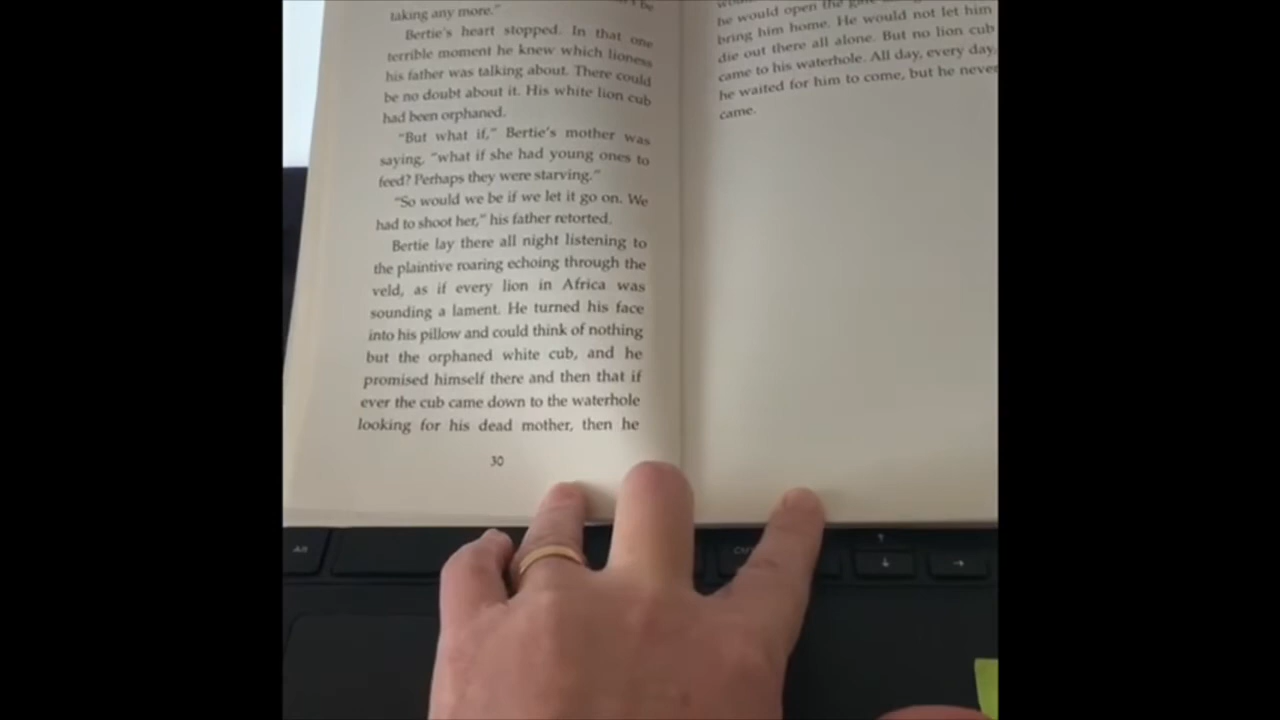 taking any more."
Bertie's heart stopped. In that one
terrible moment he knew which lioness
his father was talking about. There could
be no doubt about it. His white lion cub
had been orphaned.
"But what if," Bertie's mother was
saying, "what if she had young ones to
feed? Perhaps they were starving."
"So would we be if we let it go on. We
had to shoot her," his father retorted.
Bertie lay there all night listening to
the plaintive roaring echoing through the
veld, as if every lion in Africa was
sounding a lament. He turned his face
into his pillow and could think of nothing
but the orphaned white cub, and he
promised himself there and then that if
ever the cub came down to the waterhole
looking for his dead mother, then he
30
he would open the
bring him home. He would not let him
die out there all alone. But no lion cub
came to his waterhole. All day, every day,
he waited for him to come, but he never
came.
Alt
↑
↓
→